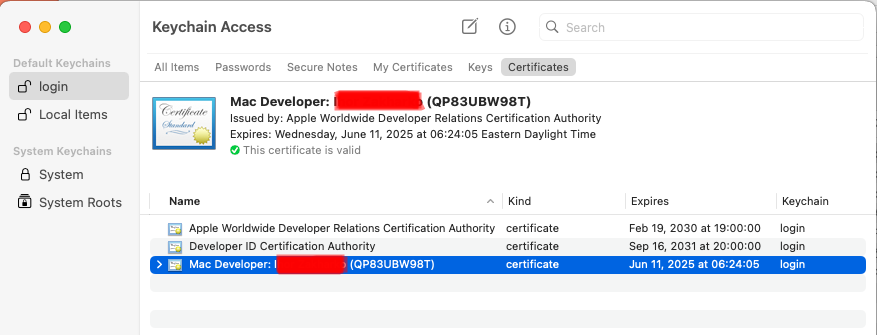 Keychain Access
Search
Default Keychains
login
Local Items
System Keychains
System
System Roots
All Items Passwords Secure Notes My Certificates Keys Certificates
Certificate
Standard
Mac Developer: (QP83UBW98T)
Issued by: Apple Worldwide Developer Relations Certification Authority
Expires: Wednesday, June 11, 2025 at 06:24:05 Eastern Daylight Time
This certificate is valid
Name Kind Expires Keychain
Apple Worldwide Developer Relations Certification Authority certificate Feb 19, 2030 at 19:00:00 login
Developer ID Certification Authority certificate Sep 16, 2031 at 20:00:00 login
Mac Developer: (QP83UBW98T) certificate Jun 11, 2025 at 06:24:05 login